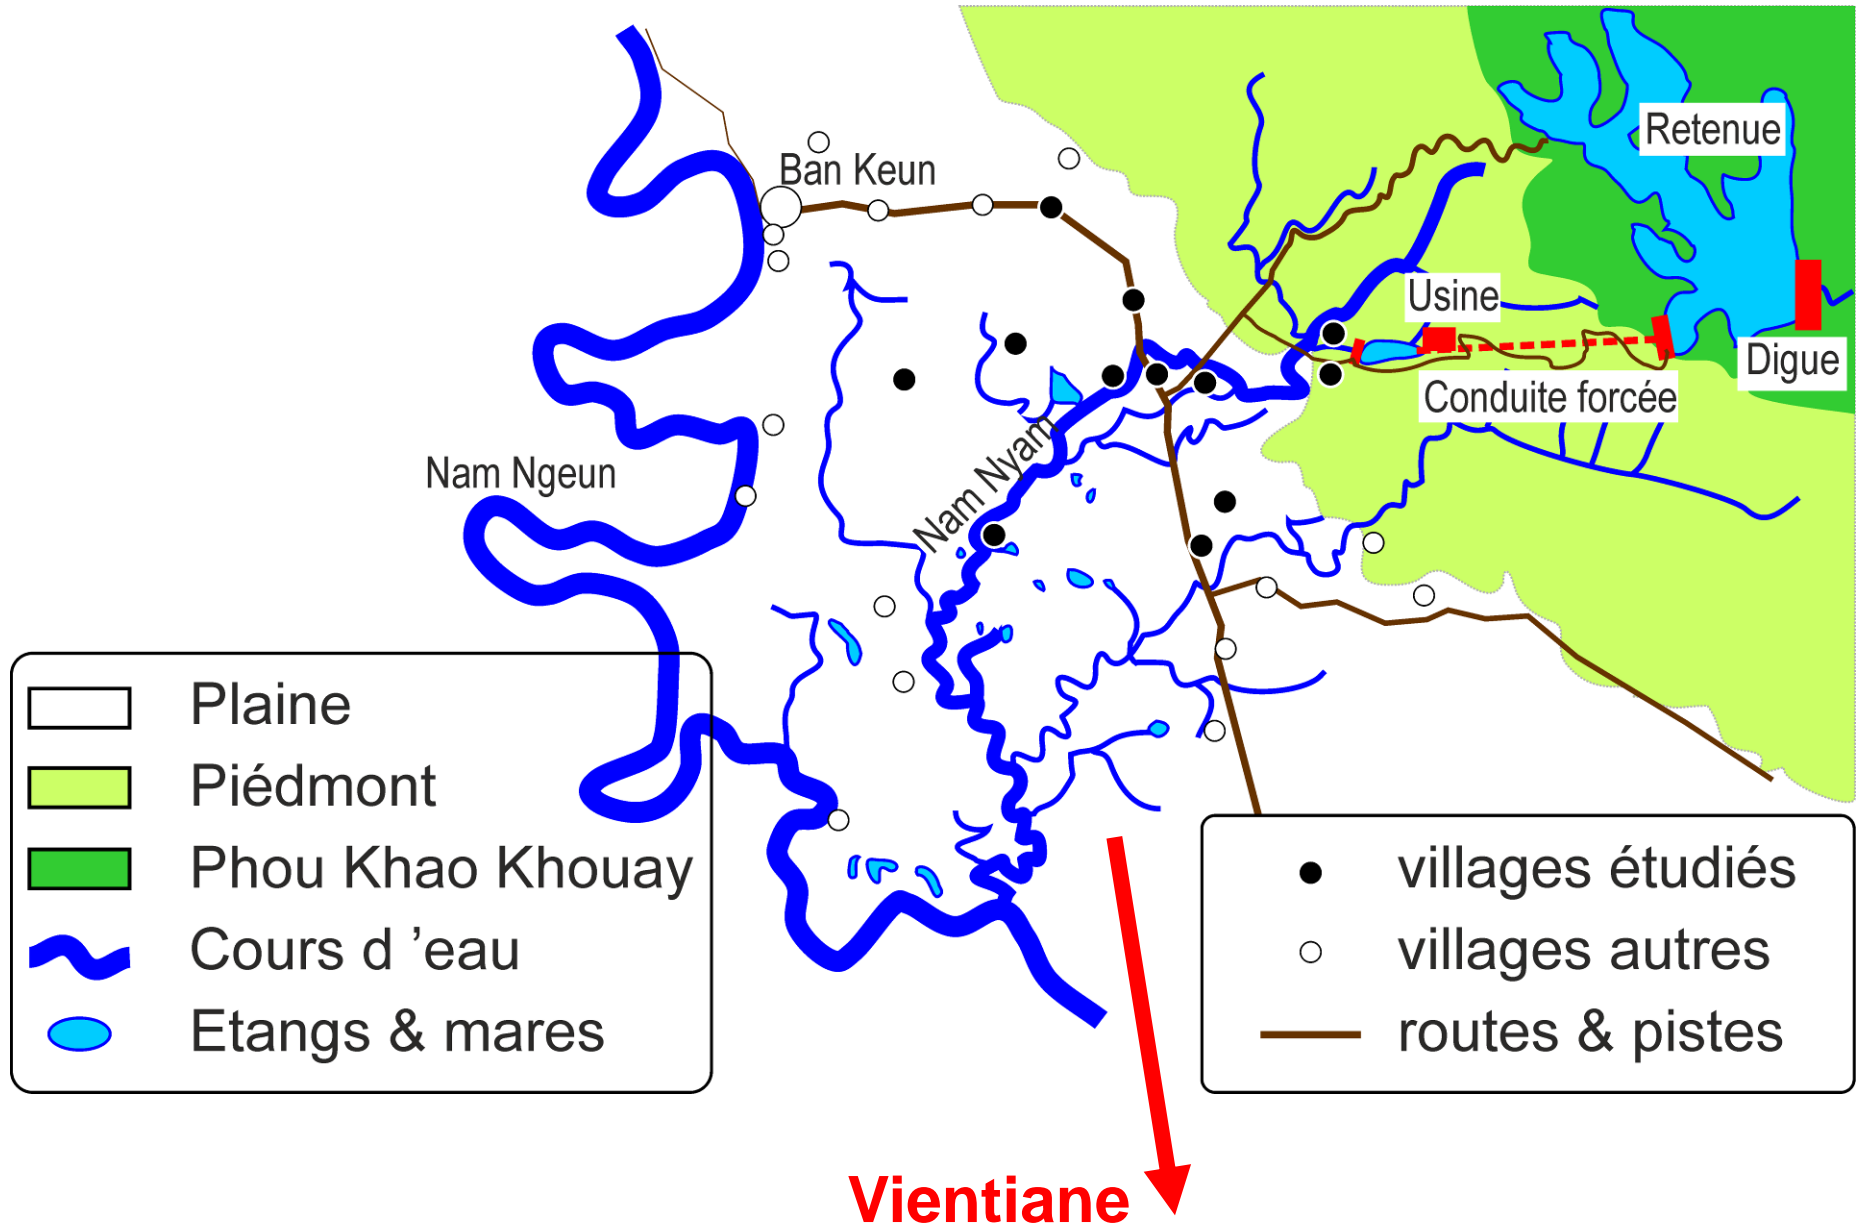 Retenue
Ban Keun
Usine
Digue
Conduite forcée
Nam Ngeun
Nam Nyam
Plaine
Piédmont
Phou Khao Khouay
Cours d ’eau
Etangs & mares
villages étudiés
villages autres
routes & pistes
Vientiane